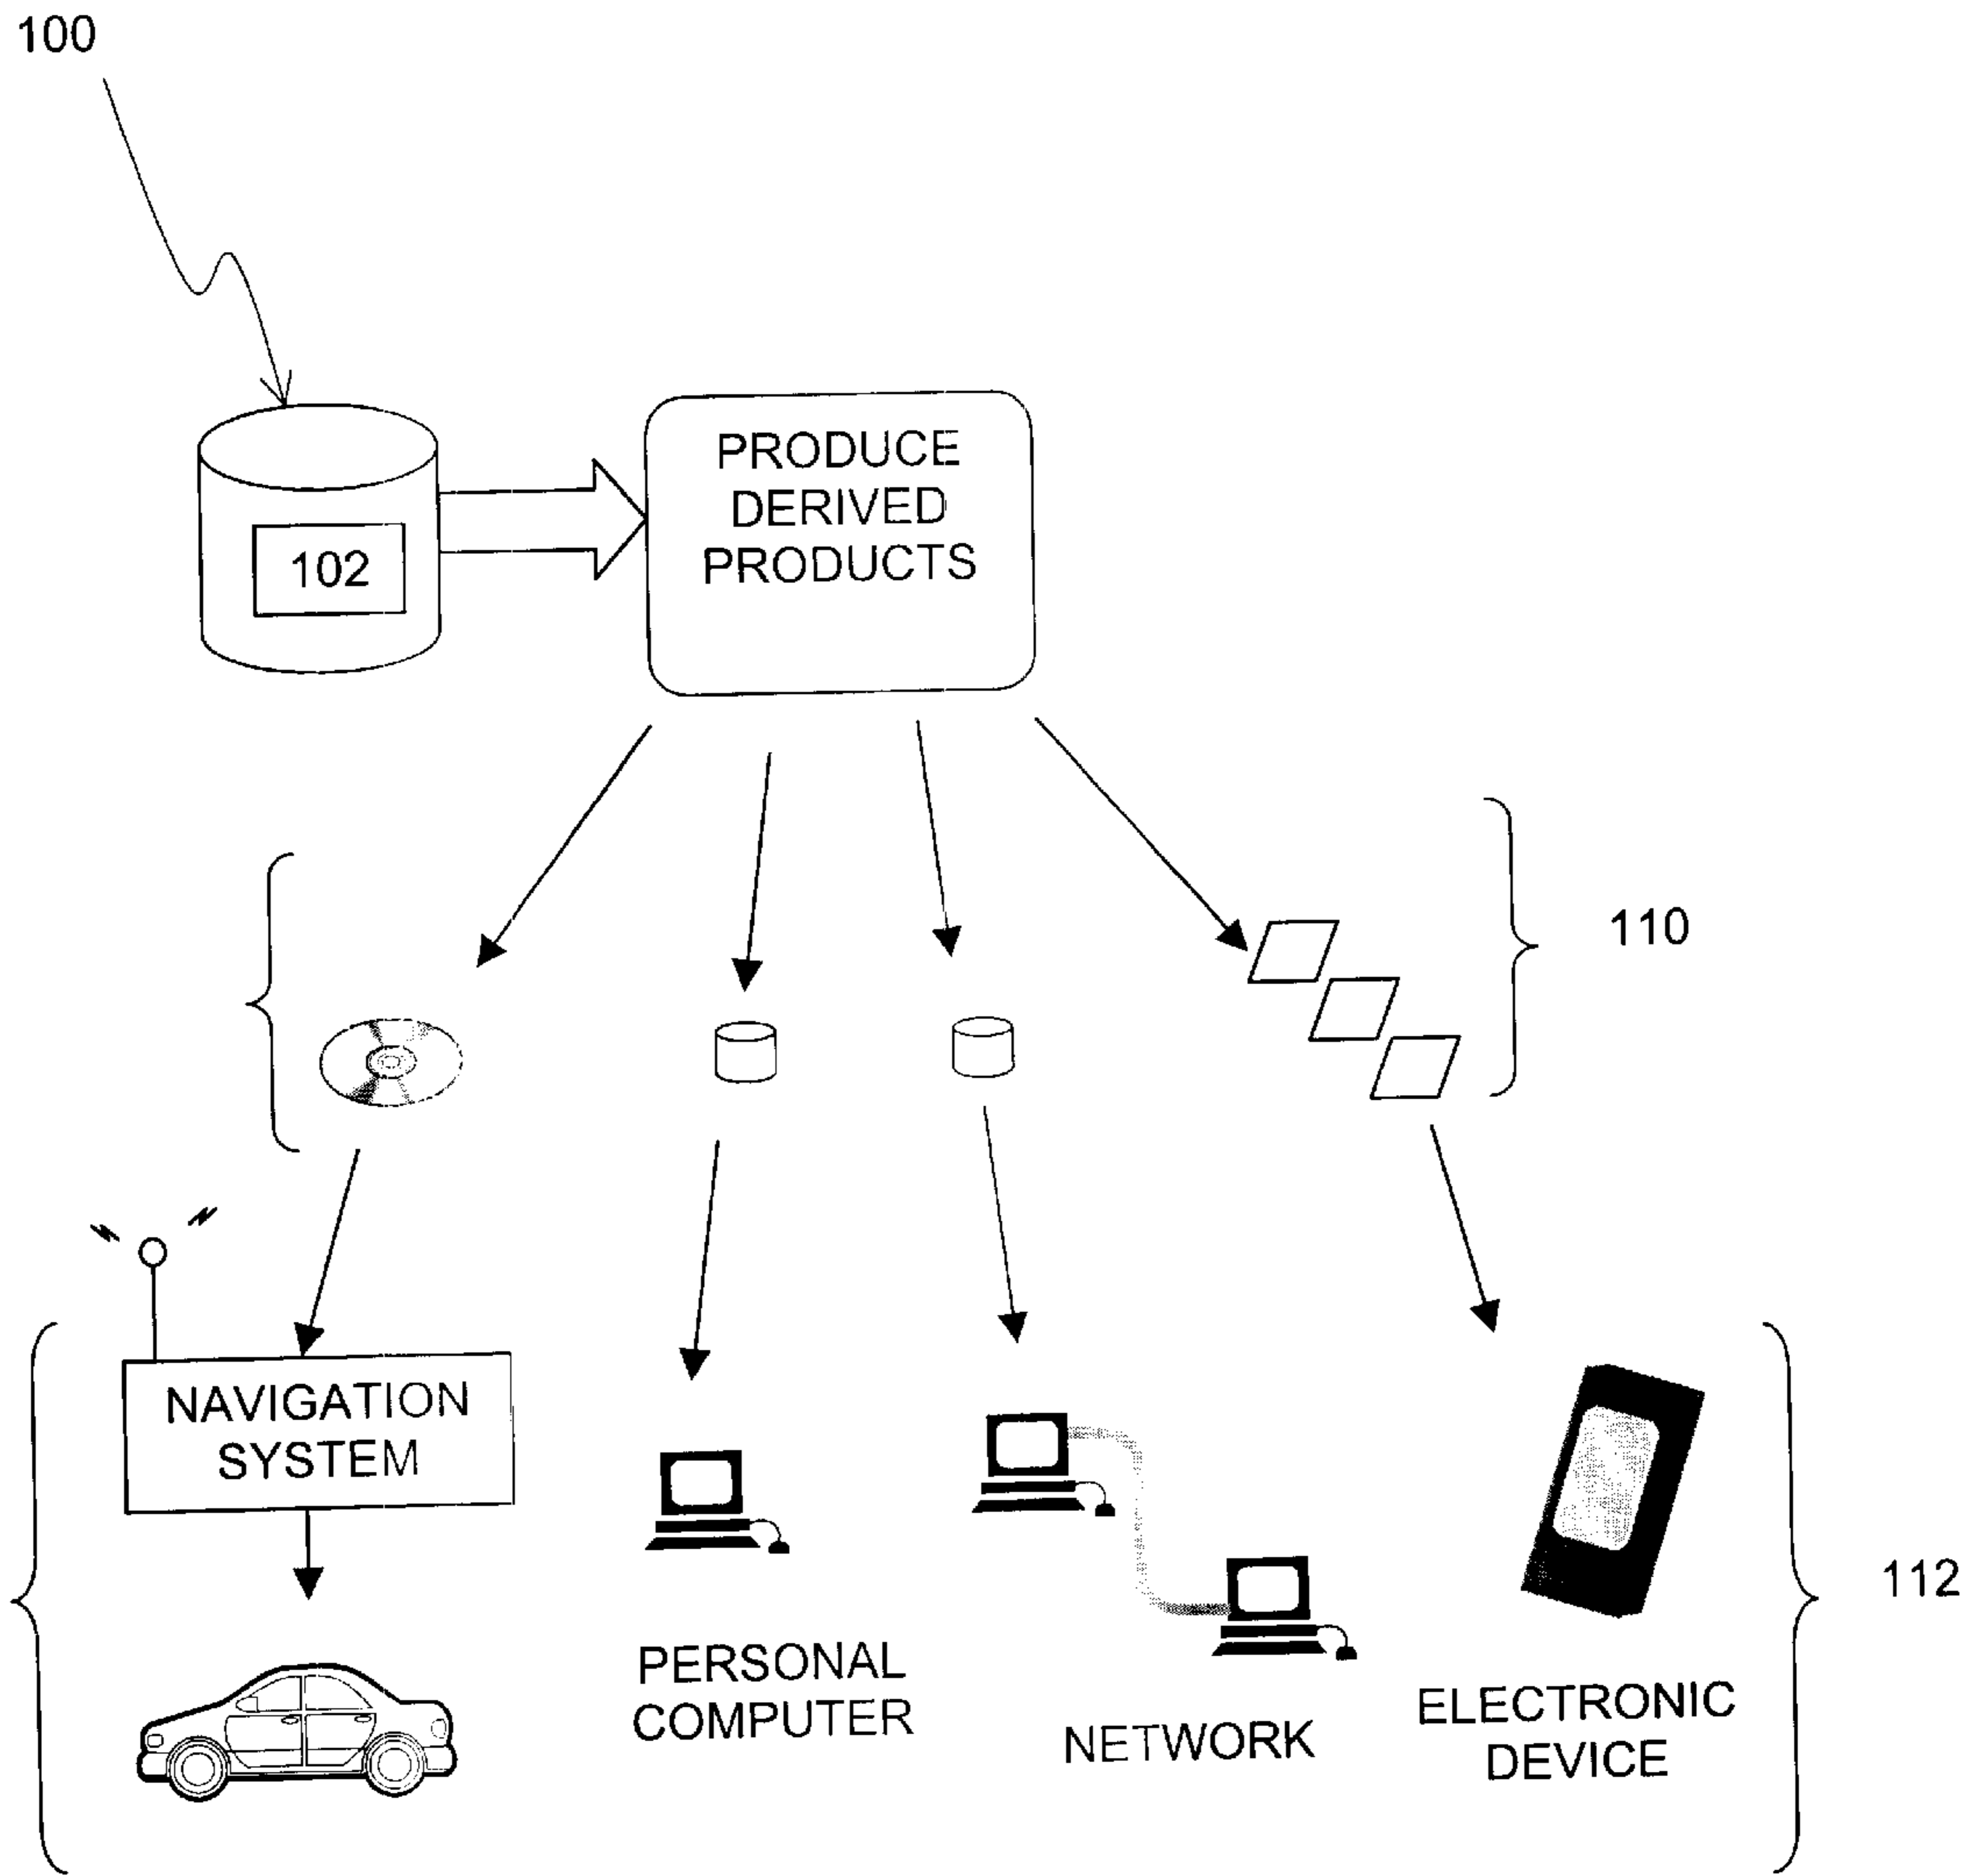 100
PRODUCE
DERIVED
PRODUCTS
102
110
NAVIGATION
SYSTEM
112
PERSONAL
COMPUTER
NETWORK
ELECTRONIC
DEVICE